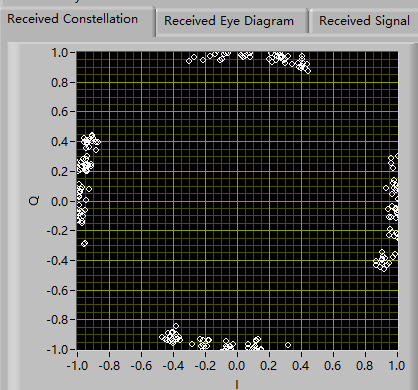 Received Constellation
Received Eye Diagram
Received Signal
1.0
0.8
0.6
0.4
0.2
0.0
-0.2
-0.4
-0.6
-0.8
-1.0
Q
-1.0 -0.8 -0.6 -0.4 -0.2 0.0 0.2 0.4 0.6 0.8 1.0
I